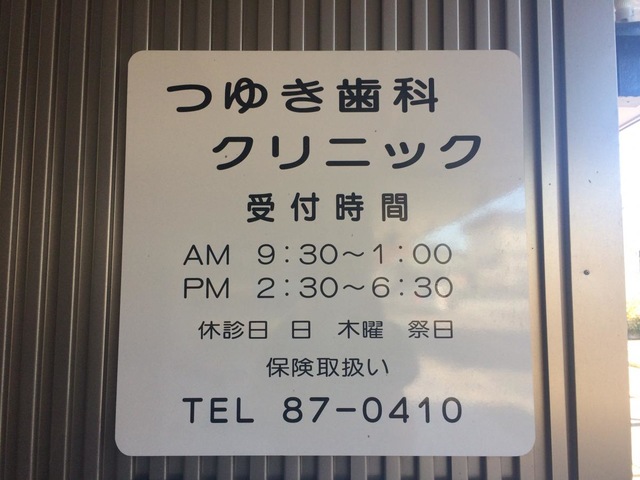 つゆき歯科
クリニック
受付時間
AM 9:30～1:00
PM 2:30～6:30
休診日 日 木曜 祭日
保険取扱い
TEL 87-0410